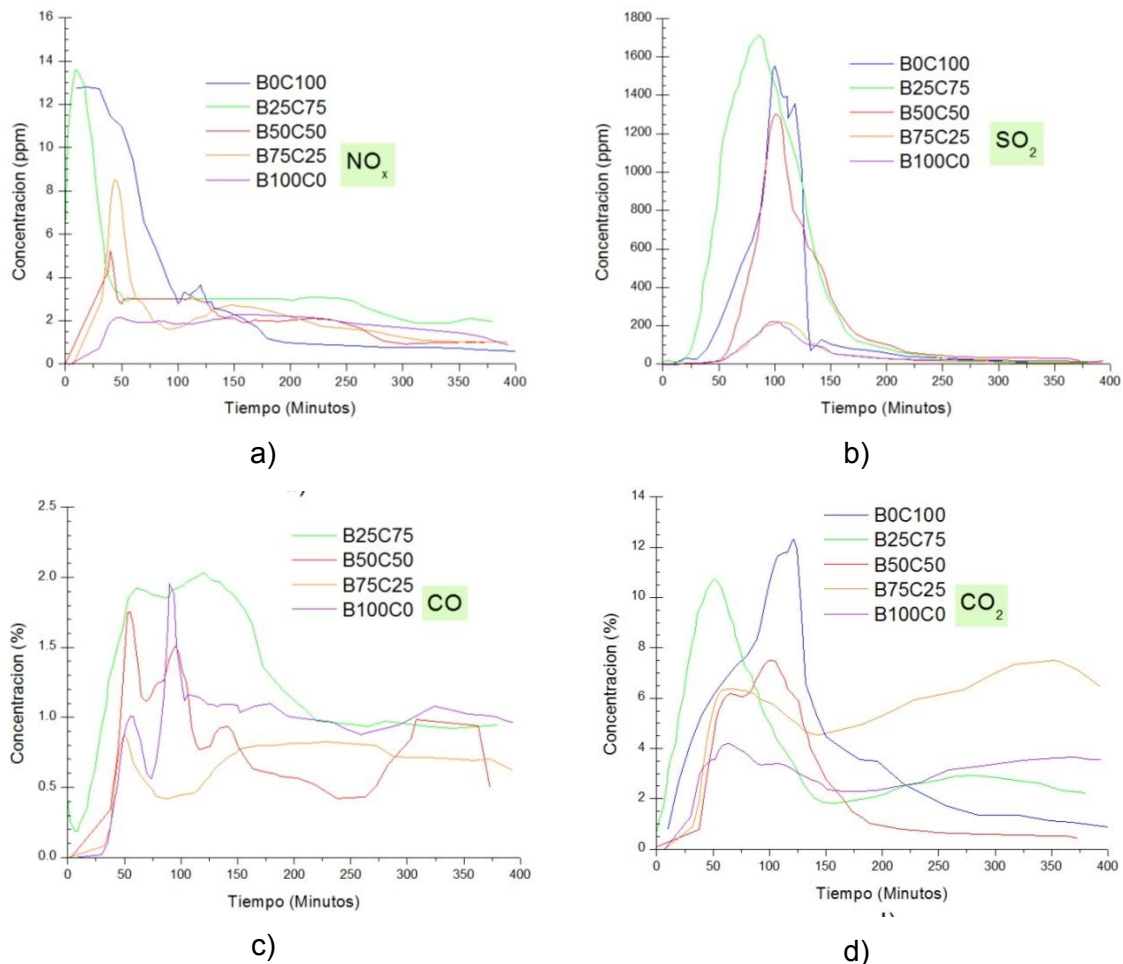 16
14
12
10
8
6
4
2
0
0
50
100
150
200
250
300
350
400
Concentracion (ppm)
Tiempo (Minutos)
B0C100
B25C75
B50C50
B75C25
B100C0
NOx
a)
1800
1600
1400
1200
1000
800
600
400
200
0
0
50
100
150
200
250
300
350
400
Concentracion (ppm)
Tiempo (Minutos)
B0C100
B25C75
B50C50
B75C25
B100C0
SO2
b)
2.5
2.0
1.5
1.0
0.5
0.0
0
50
100
150
200
250
300
350
400
Concentracion (%)
Tiempo (Minutos)
B25C75
B50C50
B75C25
B100C0
CO
c)
14
12
10
8
6
4
2
0
0
50
100
150
200
250
300
350
400
Concentracion (%)
Tiempo (Minutos)
B0C100
B25C75
B50C50
B75C25
B100C0
CO2
d)